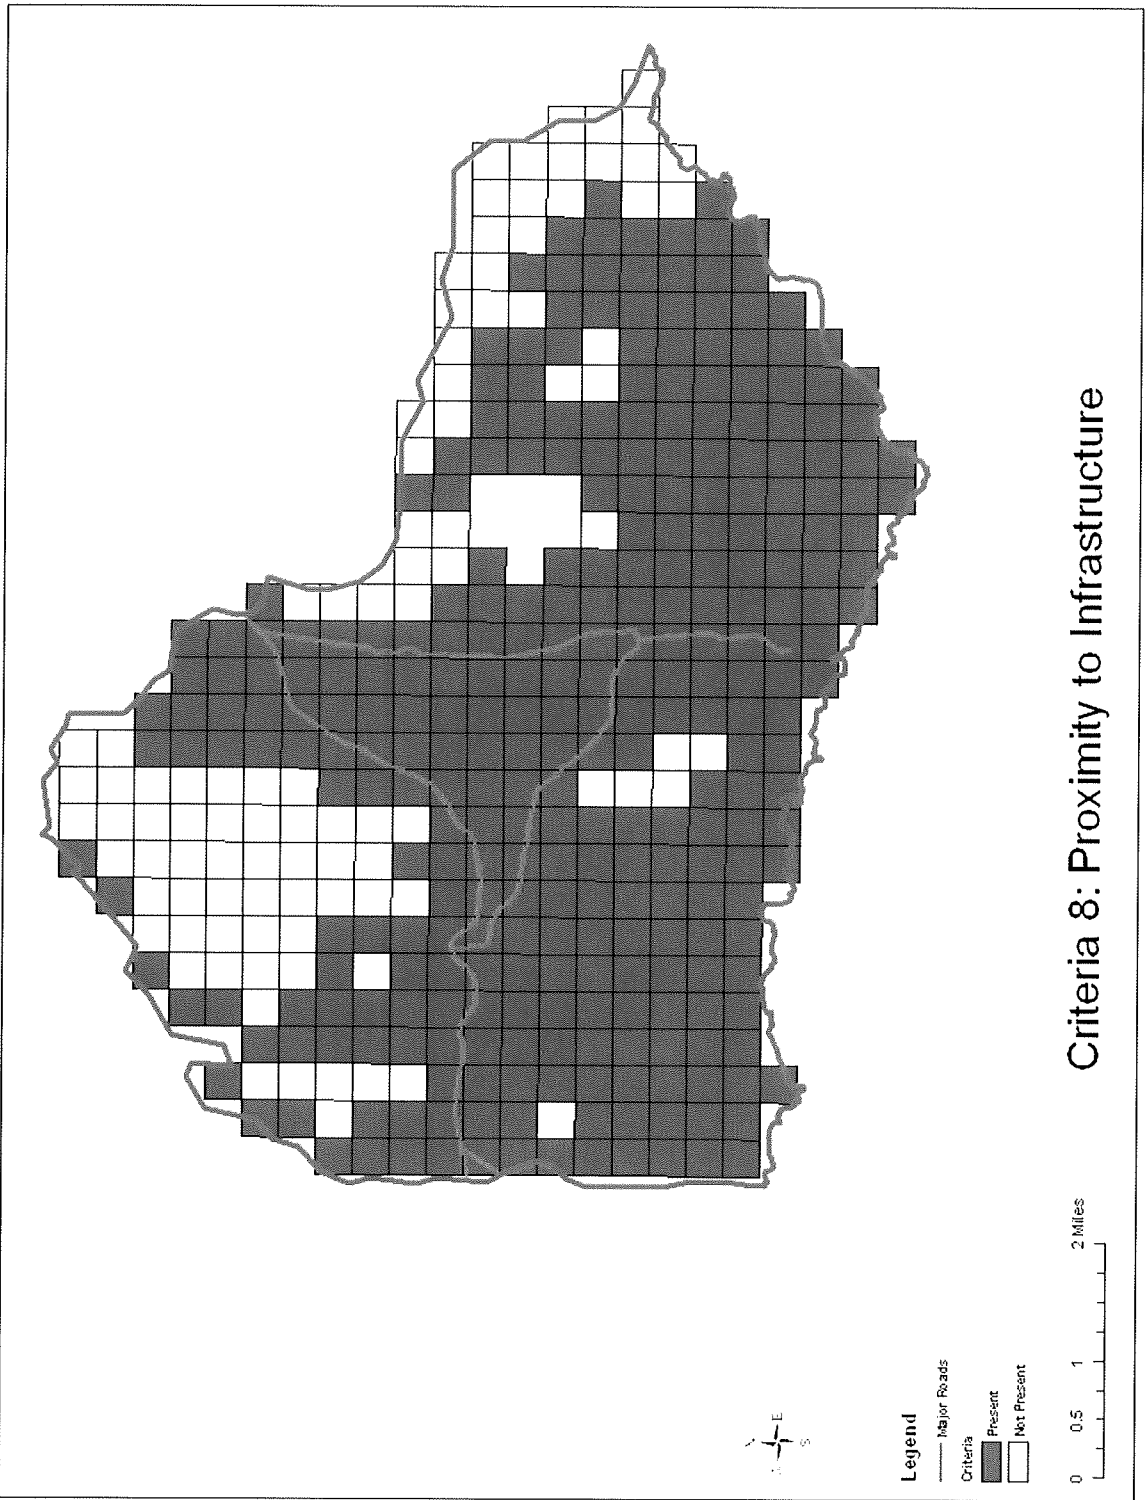 Criteria 8: Proximity to Infrastructure
E
S
Legend
Major Roads
Criteria
Present
Not Present
0 0.5 1 2 Miles